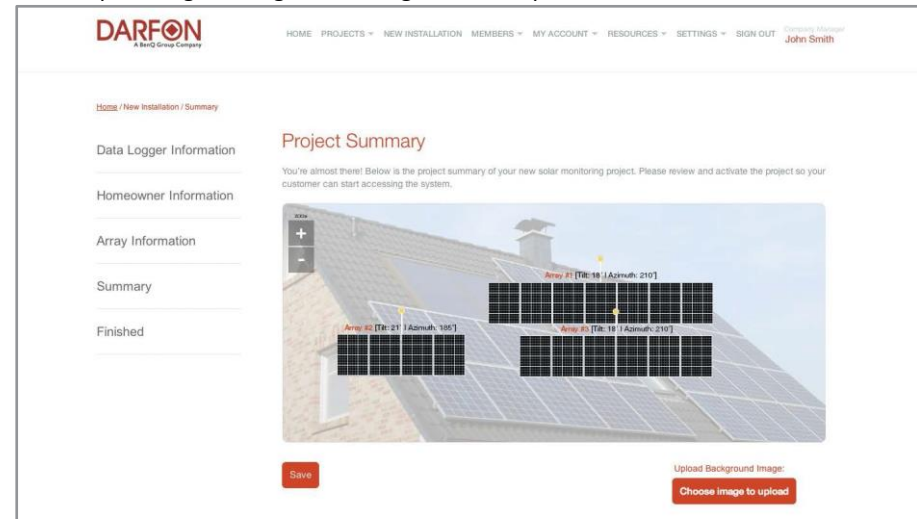 DARFON
A BenQ Group Company
HOME PROJECTS NEW INSTALLATION MEMBERS MY ACCOUNT RESOURCES SETTINGS SIGN OUT
Company Manager
John Smith
Home / New Installation / Summary
Data Logger Information
Homeowner Information
Array Information
Summary
Finished
Project Summary
You're almost there! Below is the project summary of your new solar monitoring project. Please review and activate the project so your
customer can start accessing the system.
+
-
Array #1 [Tilt: 18° | Azimuth: 210°]
Array #2 [Tilt: 21° | Azimuth: 185°]
Array #3 [Tilt: 18° | Azimuth: 210°]
Save
Upload Background Image:
Choose image to upload